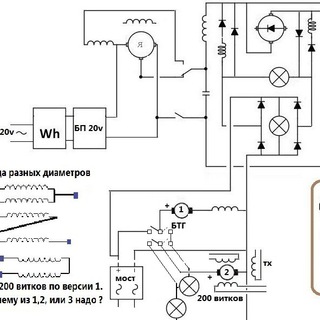 Я
20v
Wh
БП 20v
да разных диаметров
+
1
БТГ
+
2
тх
мост
200 витков
200 витков по версии 1.
ему из 1,2, или 3 надо ?